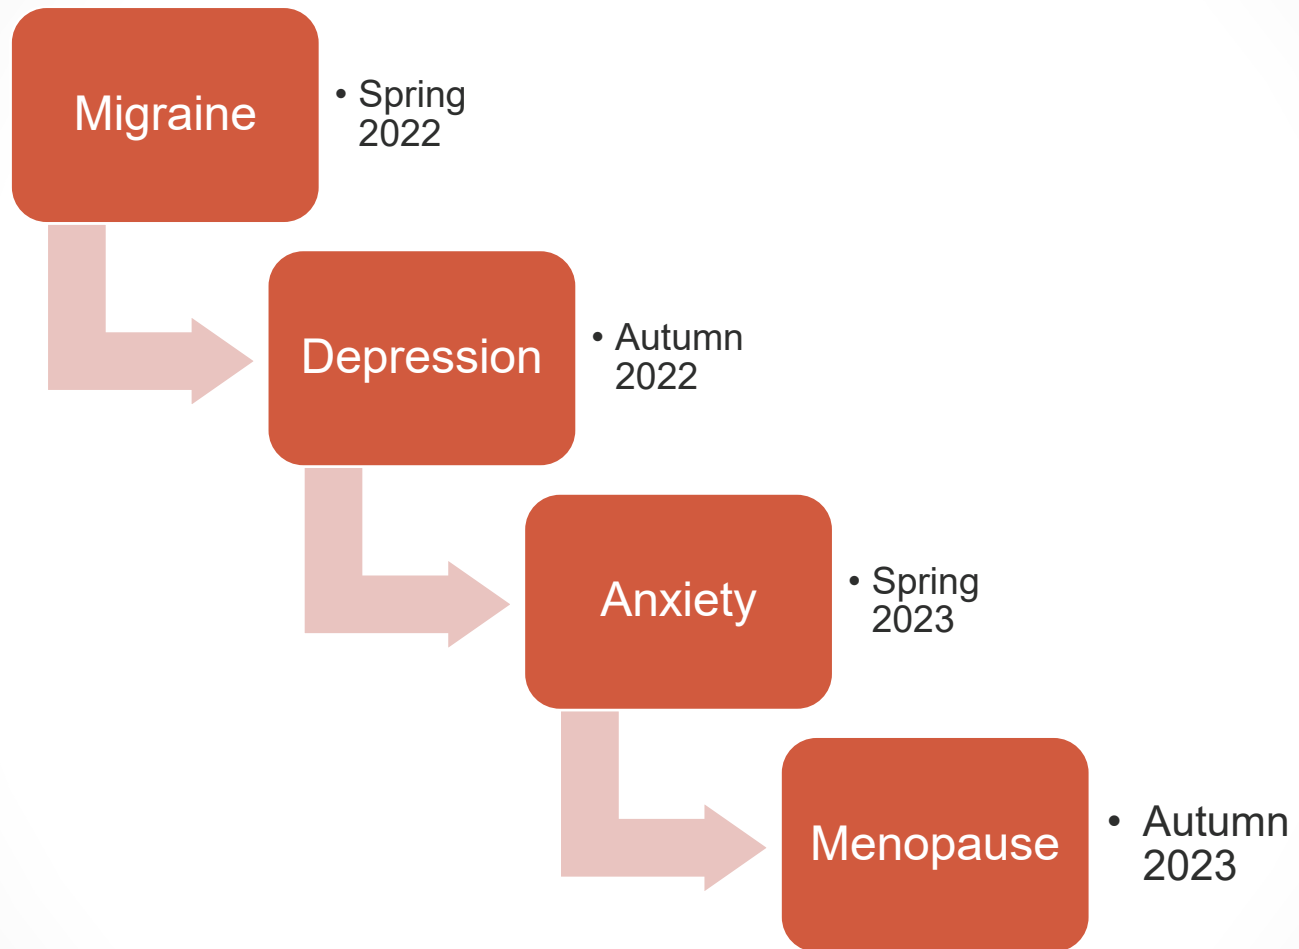 Migraine
• Spring
2022
Depression
• Autumn
2022
Anxiety
• Spring
2023
Menopause
• Autumn
2023